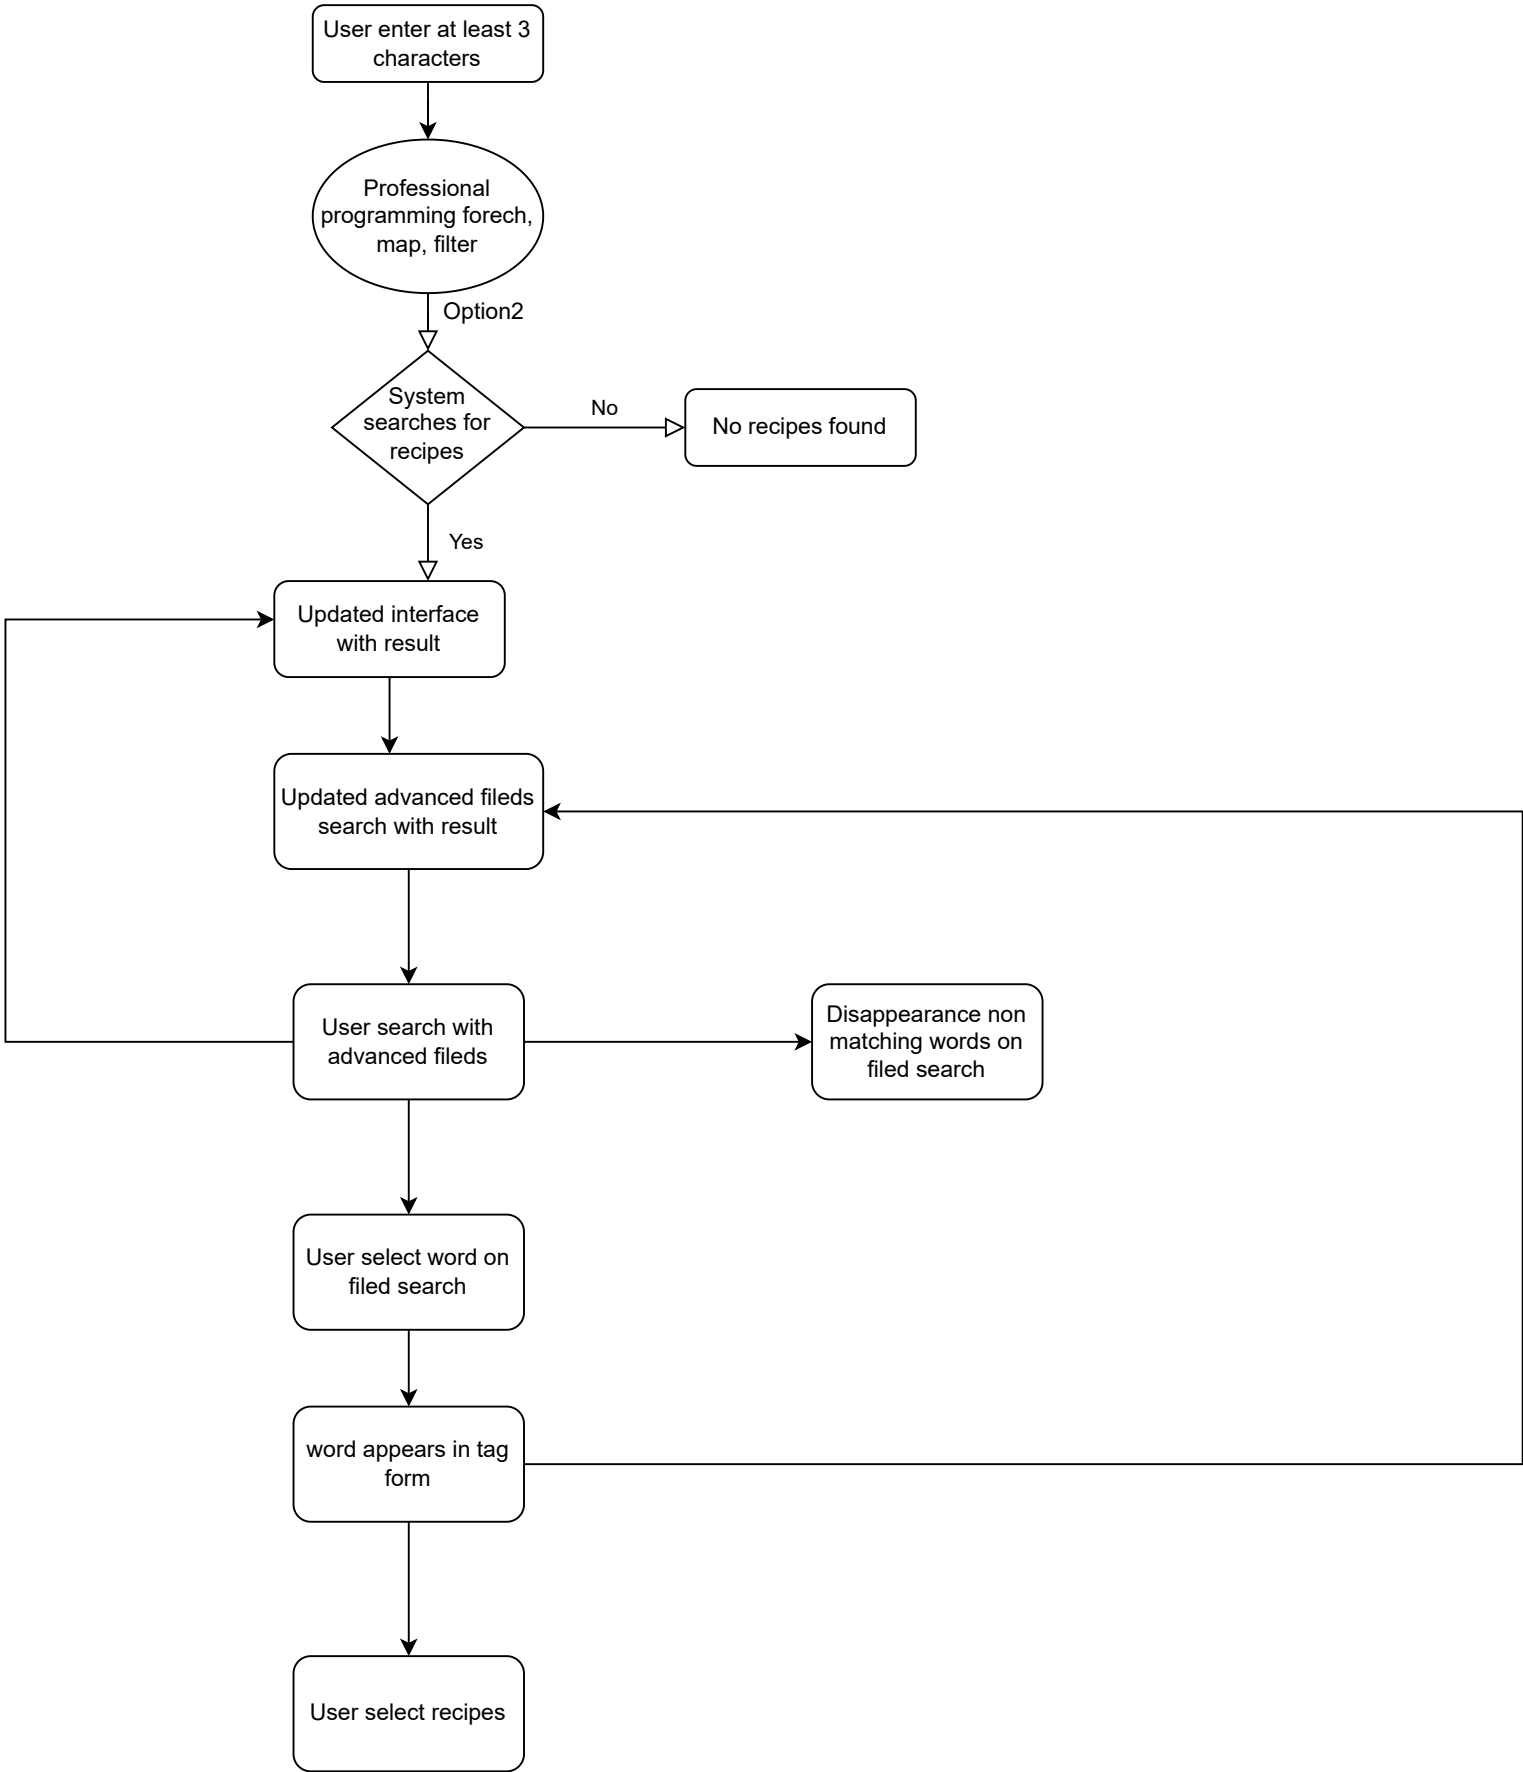 User enter at least 3
characters
Professional
programming forech,
map, filter
Option2
System
searches for
recipes
No
No recipes found
Yes
Updated interface
with result
Updated advanced fileds
search with result
User search with
advanced fileds
Disappearance non
matching words on
filed search
User select word on
filed search
word appears in tag
form
User select recipes